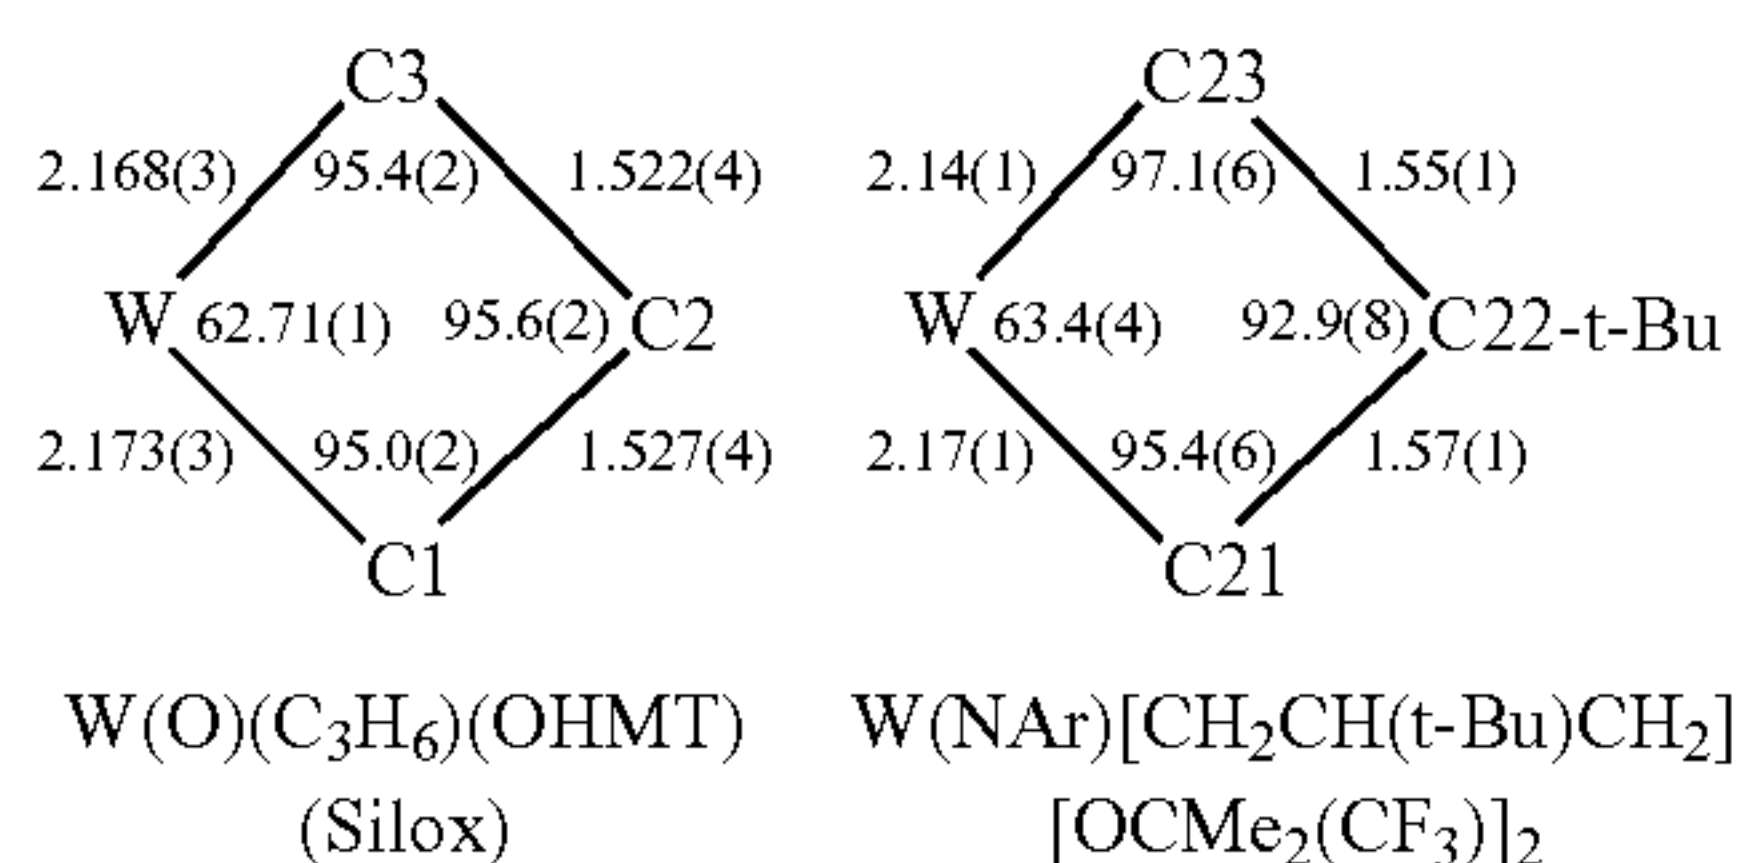 C3 C23
2.168(3) 95.4(2) 1.522(4) 2.14(1) 97.1(6) 1.55(1)
W 62.71(1) 95.6(2) C2 W 63.4(4) 92.9(8) C22-t-Bu
2.173(3) 95.0(2) 1.527(4) 2.17(1) 95.4(6) 1.57(1)
C1 C21
W(O)(C₃H₆)(OHMT) W(NAr)[CH₂CH(t-Bu)CH₂]
(Silox) [OCMe₂(CF₃)]₂